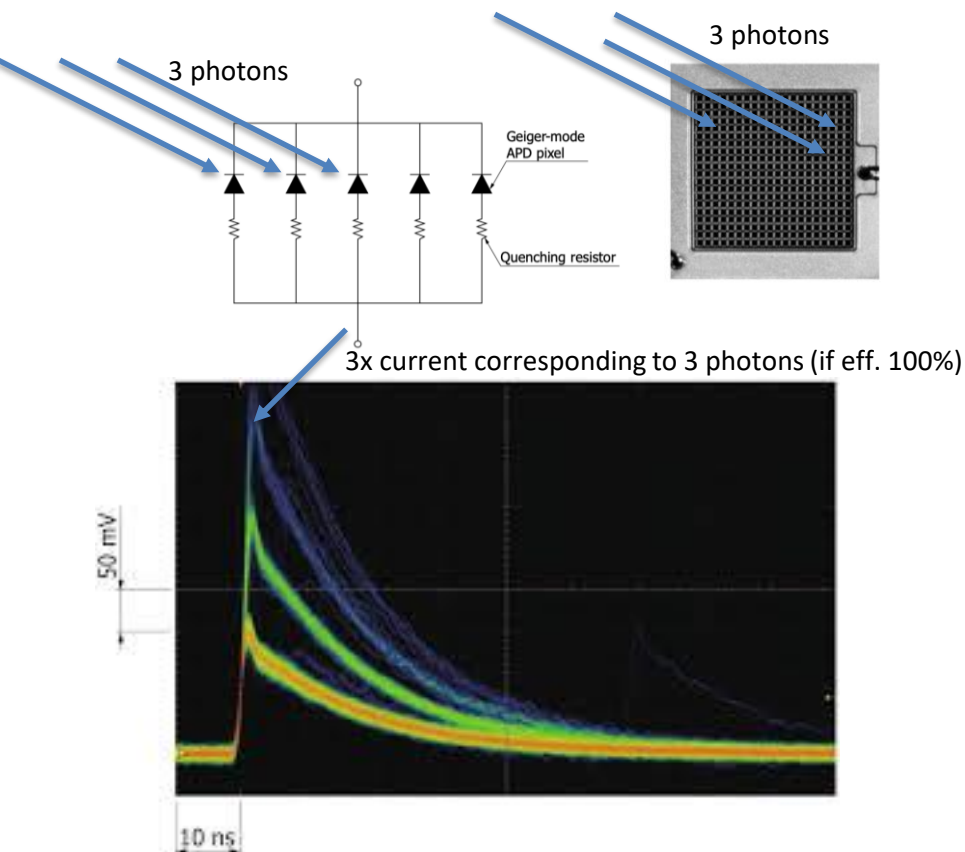 3 photons
3 photons
Geiger-mode
APD pixel
Quenching resistor
3x current corresponding to 3 photons (if eff. 100%)
50 mV
10 ns